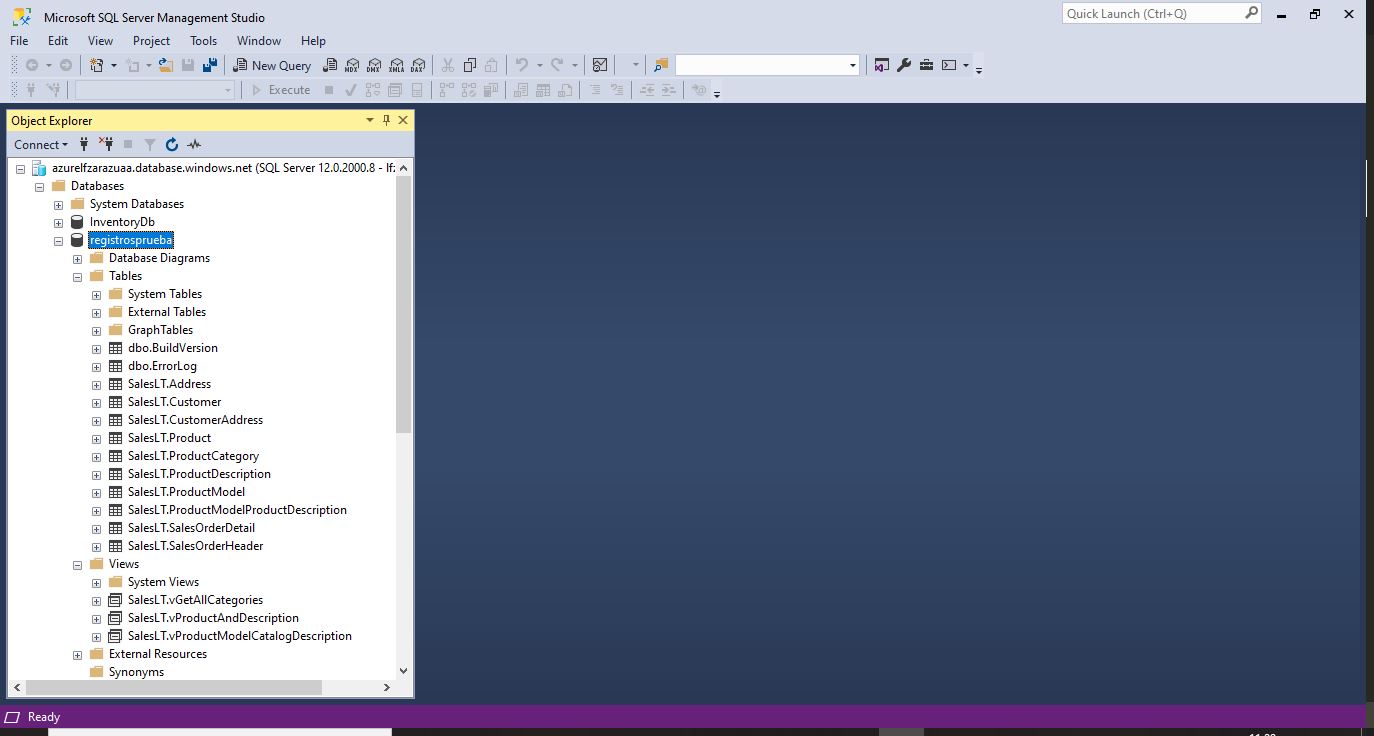 Microsoft SQL Server Management Studio
Quick Launch (Ctrl+Q)
File Edit View Project Tools Window Help
New Query MDX DMX XMLA DAX
Execute
Object Explorer
Connect
azurelfzarazuaa.database.windows.net (SQL Server 12.0.2000.8 - lfz
Databases
System Databases
InventoryDb
registrosprueba
Database Diagrams
Tables
System Tables
External Tables
GraphTables
dbo.BuildVersion
dbo.ErrorLog
SalesLT.Address
SalesLT.Customer
SalesLT.CustomerAddress
SalesLT.Product
SalesLT.ProductCategory
SalesLT.ProductDescription
SalesLT.ProductModel
SalesLT.ProductModelProductDescription
SalesLT.SalesOrderDetail
SalesLT.SalesOrderHeader
Views
System Views
SalesLT.vGetAllCategories
SalesLT.vProductAndDescription
SalesLT.vProductModelCatalogDescription
External Resources
Synonyms
Ready